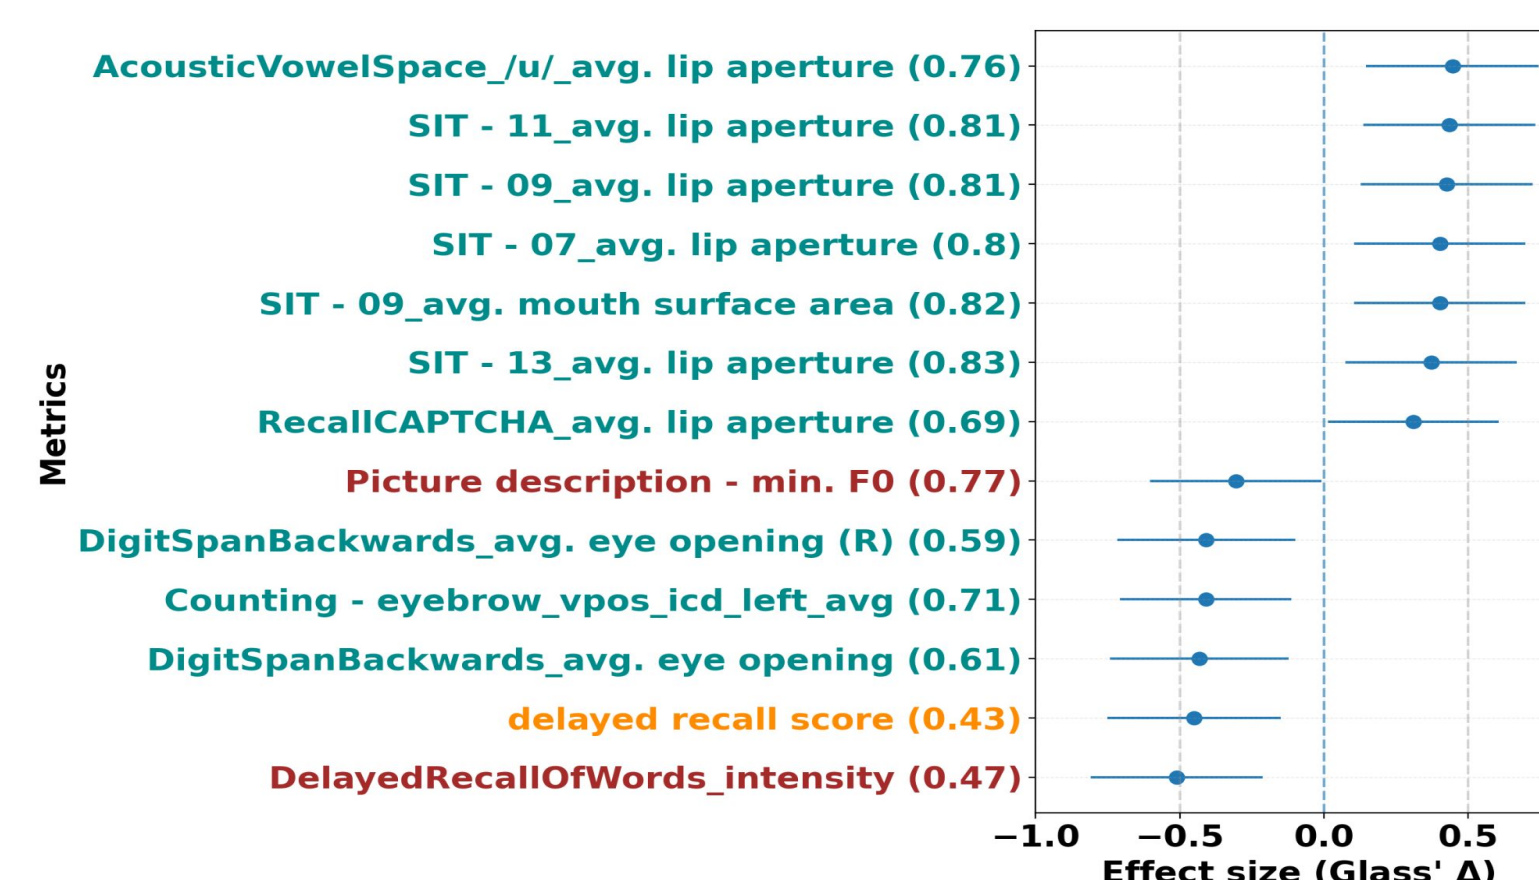 AcousticVowelSpace_/u/_avg. lip aperture (0.76)
SIT - 11_avg. lip aperture (0.81)
SIT - 09_avg. lip aperture (0.81)
SIT - 07_avg. lip aperture (0.8)
SIT - 09_avg. mouth surface area (0.82)
SIT - 13_avg. lip aperture (0.83)
RecallCAPTCHA_avg. lip aperture (0.69)
Picture description - min. F0 (0.77)
DigitSpanBackwards_avg. eye opening (R) (0.59)
Counting - eyebrow_vpos_icd_left_avg (0.71)
DigitSpanBackwards_avg. eye opening (0.61)
delayed recall score (0.43)
DelayedRecallOfWords_intensity (0.47)
Metrics
−1.0 −0.5 0.0 0.5
Effect size (Glass' Δ)